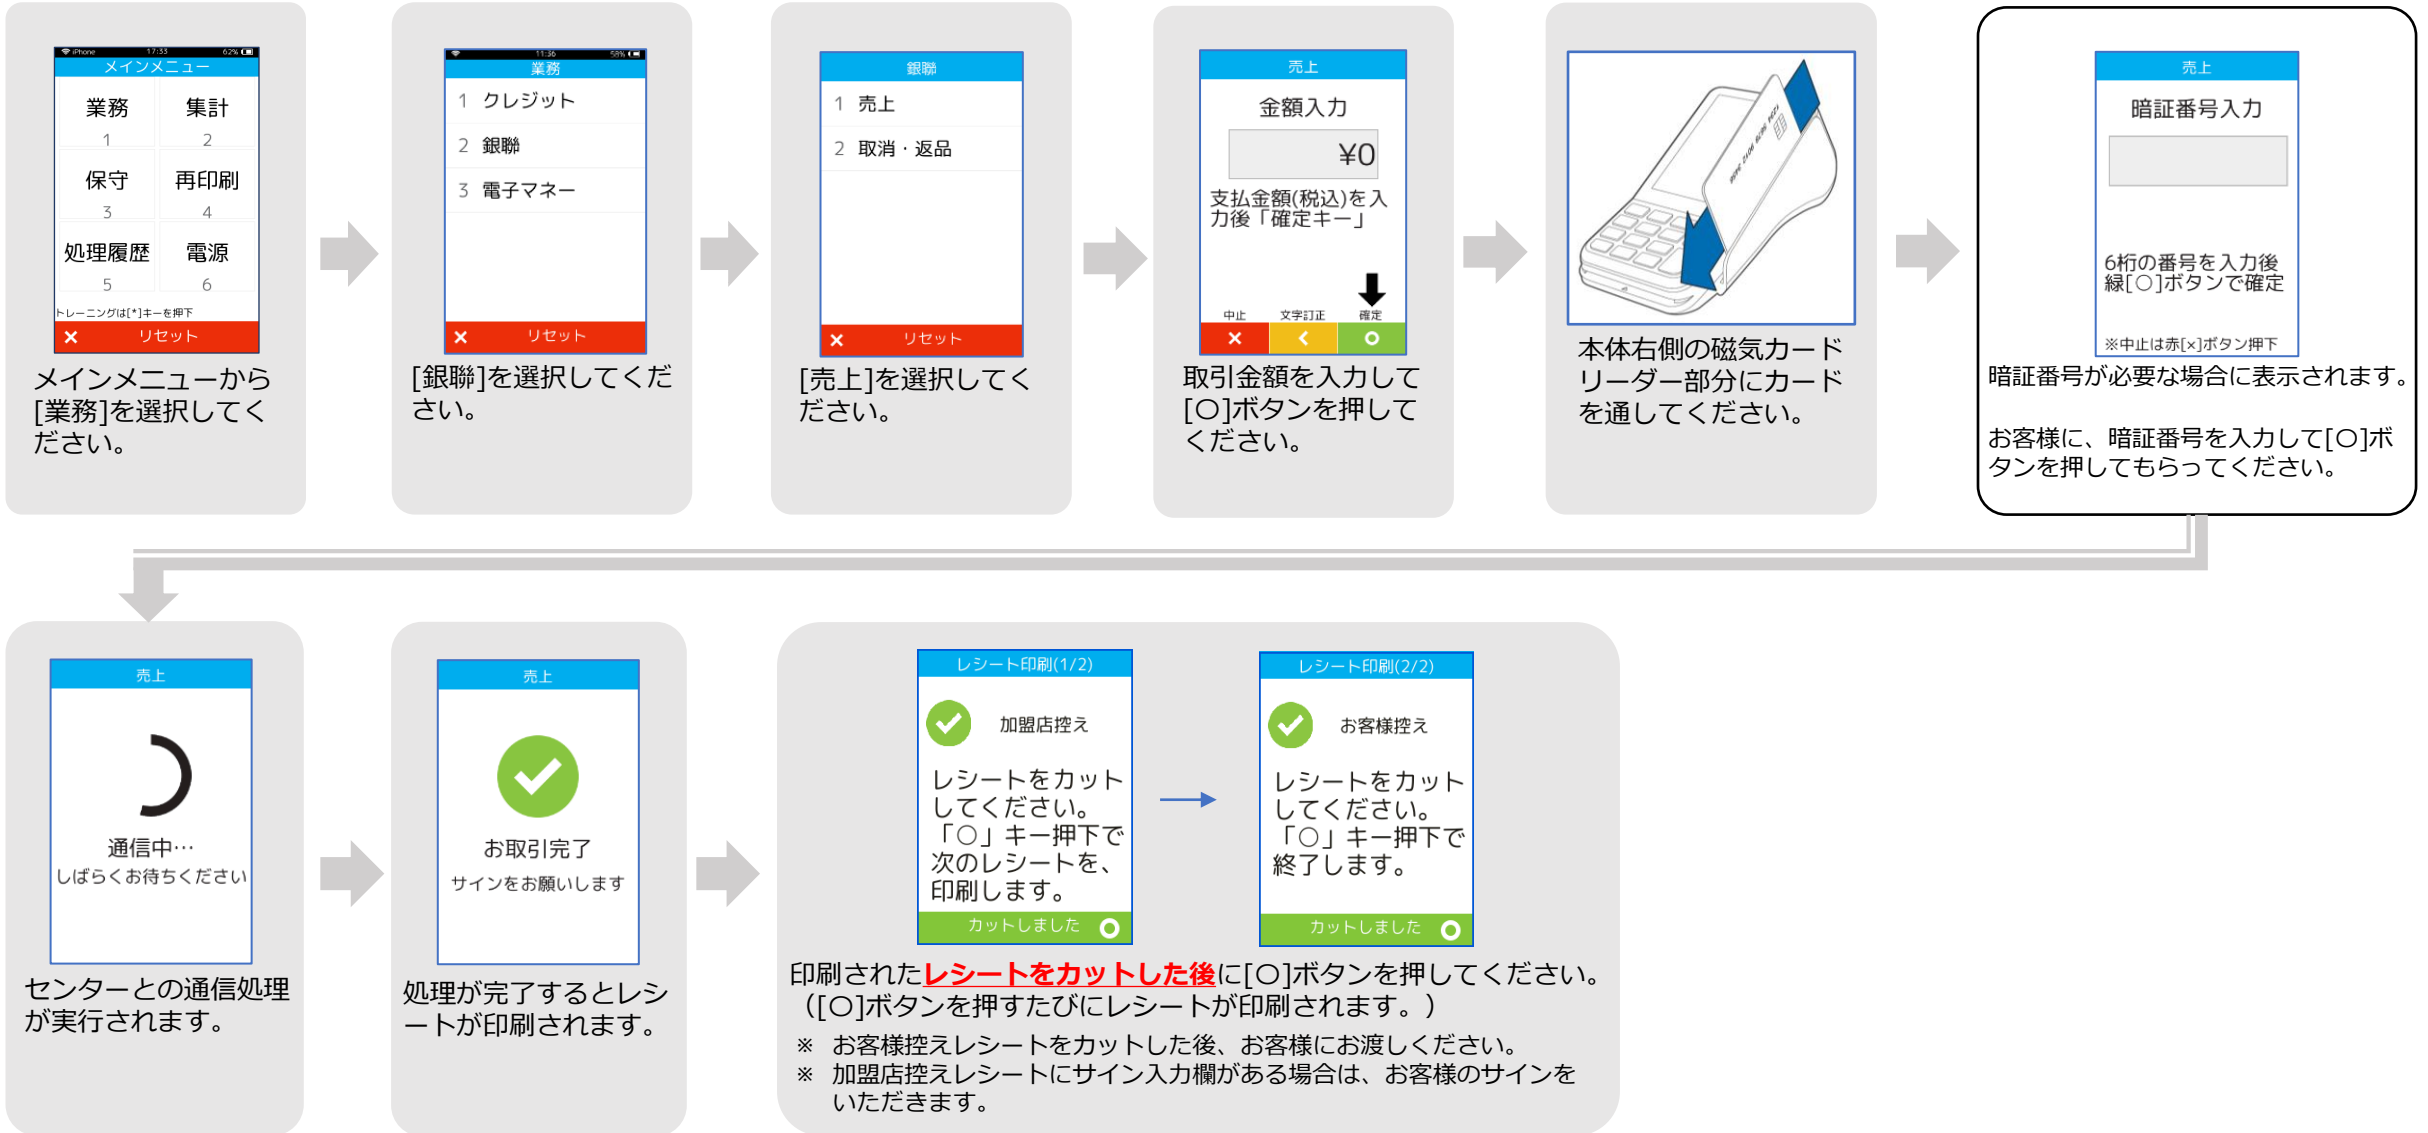 iPhone 17:33 62%
メインメニュー
業務 集計
1 2
保守 再印刷
3 4
処理履歴 電源
5 6
トレーニングは[*]キーを押下
× リセット
メインメニューから
[業務]を選択してく
ださい。
11:36 58%
業務
1 クレジット
2 銀聯
3 電子マネー
× リセット
[銀聯]を選択してくだ
さい。
銀聯
1 売上
2 取消・返品
× リセット
[売上]を選択してく
ださい。
売上
金額入力
¥0
支払金額(税込)を入
力後「確定キー」
中止 文字訂正 確定
取引金額を入力して
[〇]ボタンを押して
ください。
1234 5678 9012 3456
本体右側の磁気カード
リーダー部分にカード
を通してください。
売上
暗証番号入力
6桁の番号を入力後
緑[○]ボタンで確定
※中止は赤[×]ボタン押下
暗証番号が必要な場合に表示されます。
お客様に、暗証番号を入力して[〇]ボ
タンを押してもらってください。
売上
通信中…
しばらくお待ちください
センターとの通信処理
が実行されます。
売上
お取引完了
サインをお願いします
処理が完了するとレシ
ートが印刷されます。
レシート印刷(1/2)
加盟店控え
レシートをカット
してください。
「○」キー押下で
次のレシートを、
印刷します。
カットしました
レシート印刷(2/2)
お客様控え
レシートをカット
してください。
「○」キー押下で
終了します。
カットしました
印刷されたレシートをカットした後に[〇]ボタンを押してください。
（[〇]ボタンを押すたびにレシートが印刷されます。）
※ お客様控えレシートをカットした後、お客様にお渡しください。
※ 加盟店控えレシートにサイン入力欄がある場合は、お客様のサインを
いただきます。